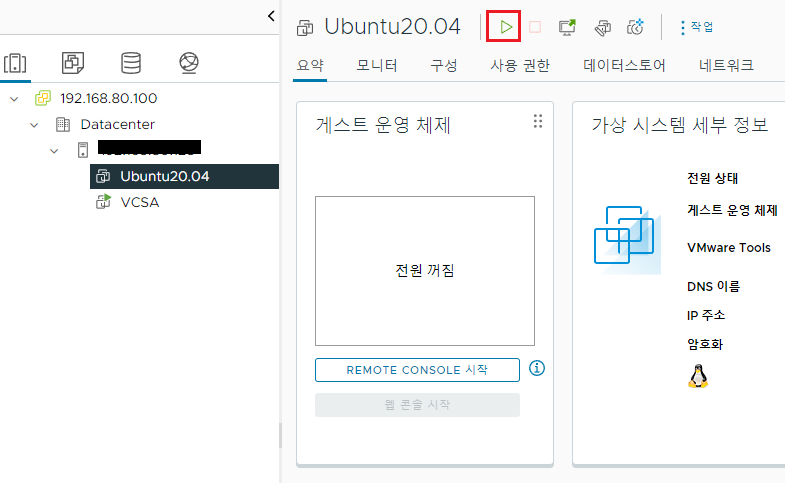 Ubuntu20.04
작업
요약
모니터
구성
사용 권한
데이터스토어
네트워크
192.168.80.100
Datacenter
Ubuntu20.04
VCSA
게스트 운영 체제
전원 꺼짐
REMOTE CONSOLE 시작
웹 콘솔 시작
가상 시스템 세부 정보
전원 상태
게스트 운영 체제
VMware Tools
DNS 이름
IP 주소
암호화